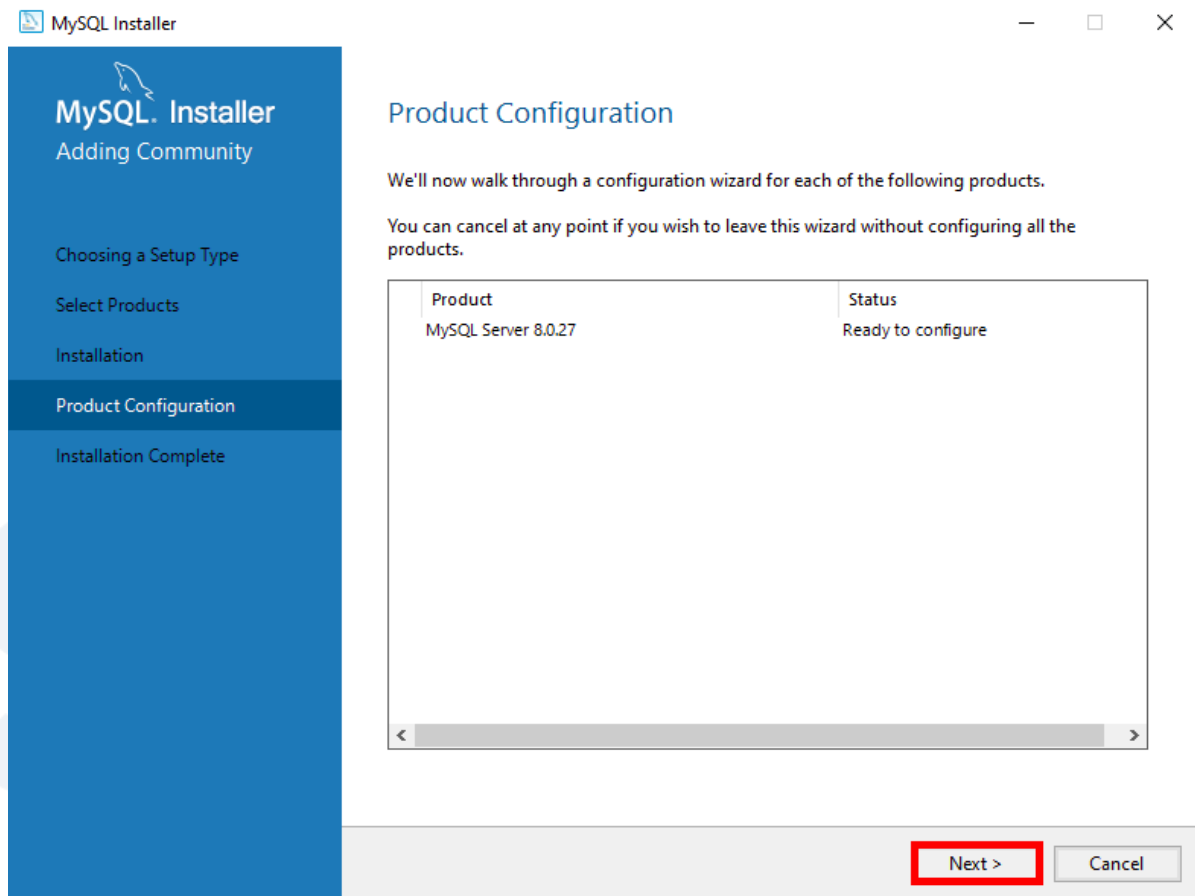 MySQL Installer
MySQL. Installer
Adding Community
Choosing a Setup Type
Select Products
Installation
Product Configuration
Installation Complete
Product Configuration
We'll now walk through a configuration wizard for each of the following products.
You can cancel at any point if you wish to leave this wizard without configuring all the
products.
Product Status
MySQL Server 8.0.27 Ready to configure
Next > Cancel